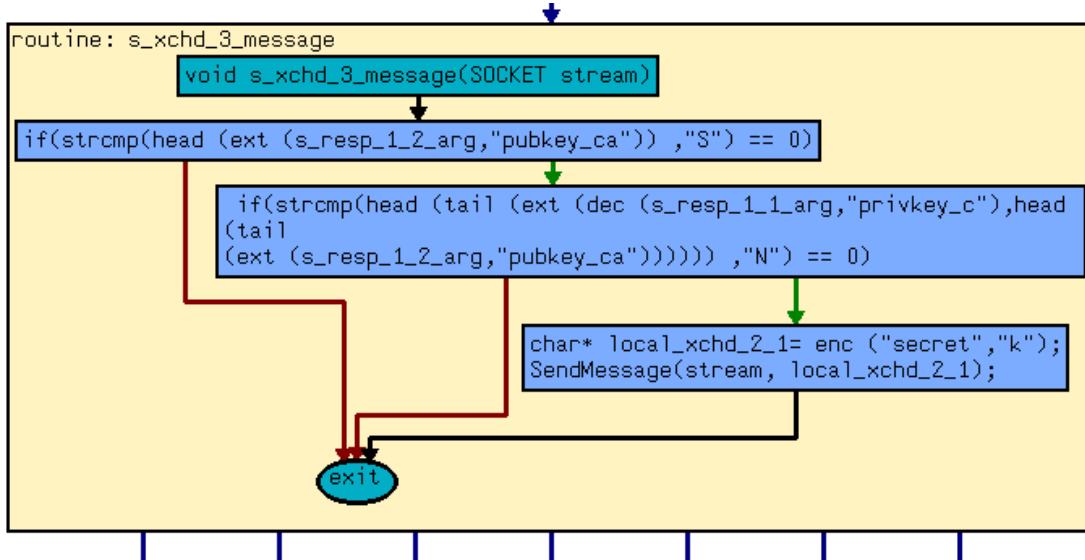 routine: s_xchd_3_message
void s_xchd_3_message(SOCKET stream)
if(strcmp(head (ext (s_resp_1_2_arg,"pubkey_ca")) ,"S") == 0)
if(strcmp(head (tail (ext (dec (s_resp_1_1_arg,"privkey_c"),head
(tail
(ext (s_resp_1_2_arg,"pubkey_ca")))))) ,"N") == 0)
char* local_xchd_2_1= enc ("secret","k");
SendMessage(stream, local_xchd_2_1);
exit